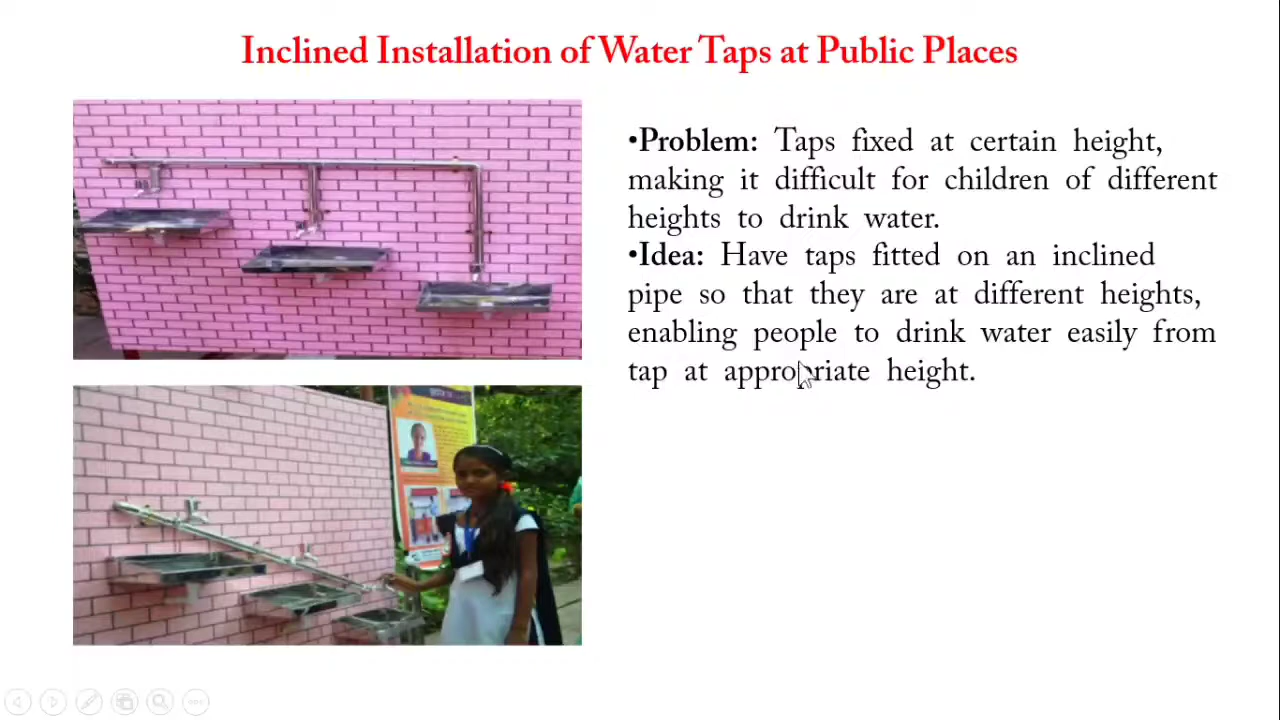 Inclined Installation of Water Taps at Public Places
•Problem: Taps fixed at certain height,
making it difficult for children of different
heights to drink water.
•Idea: Have taps fitted on an inclined
pipe so that they are at different heights,
enabling people to drink water easily from
tap at appropriate height.